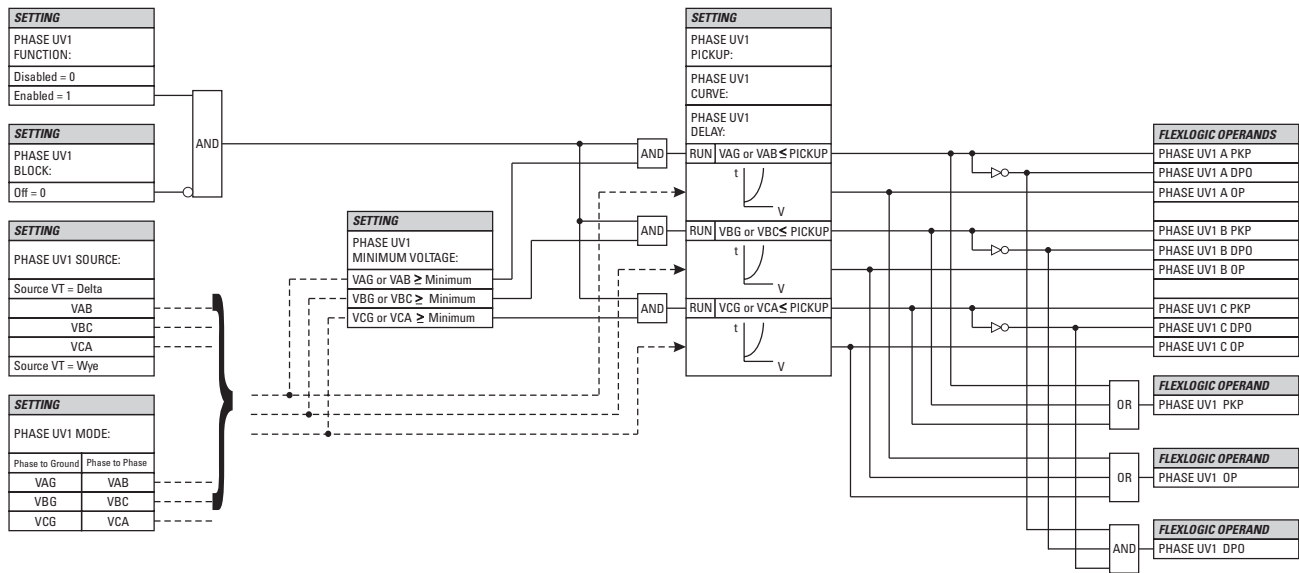 SETTING
PHASE UV1
FUNCTION:
Disabled = 0
Enabled = 1
SETTING
PHASE UV1
BLOCK:
Off = 0
AND
SETTING
PHASE UV1 SOURCE:
Source VT = Delta
VAB
VBC
VCA
Source VT = Wye
SETTING
PHASE UV1 MODE:
Phase to Ground Phase to Phase
VAG VAB
VBG VBC
VCG VCA
SETTING
PHASE UV1
MINIMUM VOLTAGE:
VAG or VAB ≥ Minimum
VBG or VBC ≥ Minimum
VCG or VCA ≥ Minimum
AND
AND
AND
SETTING
PHASE UV1
PICKUP:
PHASE UV1
CURVE:
PHASE UV1
DELAY:
RUN VAG or VAB ≤ PICKUP
t
V
RUN VBG or VBC ≤ PICKUP
t
V
RUN VCG or VCA ≤ PICKUP
t
V
FLEXLOGIC OPERANDS
PHASE UV1 A PKP
PHASE UV1 A DPO
PHASE UV1 A OP
PHASE UV1 B PKP
PHASE UV1 B DPO
PHASE UV1 B OP
PHASE UV1 C PKP
PHASE UV1 C DPO
PHASE UV1 C OP
OR
FLEXLOGIC OPERAND
PHASE UV1 PKP
OR
FLEXLOGIC OPERAND
PHASE UV1 OP
AND
FLEXLOGIC OPERAND
PHASE UV1 DPO